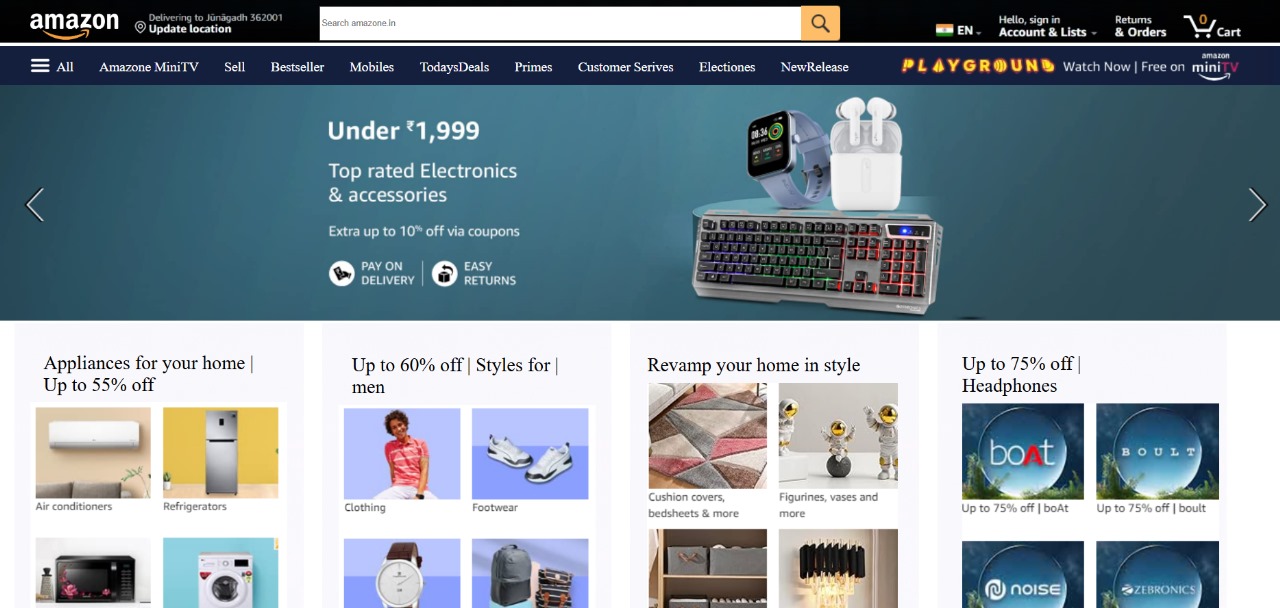 amazon
Delivering to Jūnāgadh 362001
Update location
Search amazone.in
EN
Hello, sign in
Account & Lists
Returns
& Orders
0
Cart
All
Amazone MiniTV
Sell
Bestseller
Mobiles
TodaysDeals
Primes
Customer Serives
Electiones
NewRelease
PLAYGROUND
Watch Now | Free on
amazon
miniTV
Under ₹1,999
Top rated Electronics
& accessories
Extra up to 10% off via coupons
PAY ON
DELIVERY
EASY
RETURNS
08:36
Appliances for your home |
Up to 55% off
Air conditioners
Refrigerators
Up to 60% off | Styles for |
men
Clothing
Footwear
Revamp your home in style
Cushion covers,
bedsheets & more
Figurines, vases and
more
Up to 75% off |
Headphones
boAt
BOULT
Up to 75% off | boAt
Up to 75% off | boult
NOISE
ZEBRONICS